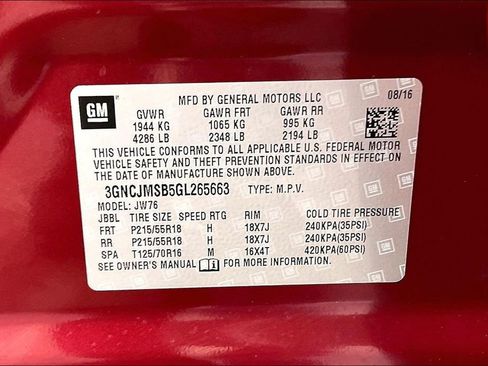 GM
MFD BY GENERAL MOTORS LLC 08/16
GVWR GAWR FRT GAWR RR
1944 KG 1065 KG 995 KG
4286 LB 2348 LB 2194 LB
THIS VEHICLE CONFORMS TO ALL APPLICABLE U.S. FEDERAL MOTOR
VEHICLE SAFETY AND THEFT PREVENTION STANDARDS IN EFFECT ON
THE DATE OF MANUFACTURE SHOWN ABOVE.
3GNCJMSB5GL265663 TYPE: M.P.V.
MODEL: JW76
JBBL TIRE SIZE SPEED RTG RIM COLD TIRE PRESSURE
FRT P215/55R18 H 18X7J 240KPA(35PSI)
RR P215/55R18 H 18X7J 240KPA(35PSI)
SPA T125/70R16 M 16X4T 420KPA(60PSI)
SEE OWNER'S MANUAL FOR MORE INFORMATION.